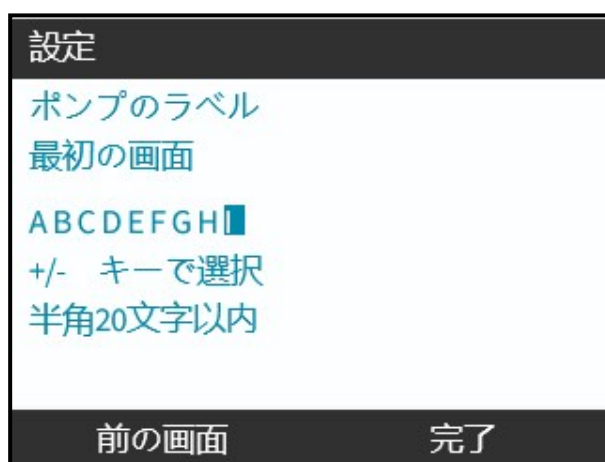 設定
ポンプのラベル
最初の画面
ABCDEFGHI
+/- キーで選択
半角20文字以内
前の画面 完了